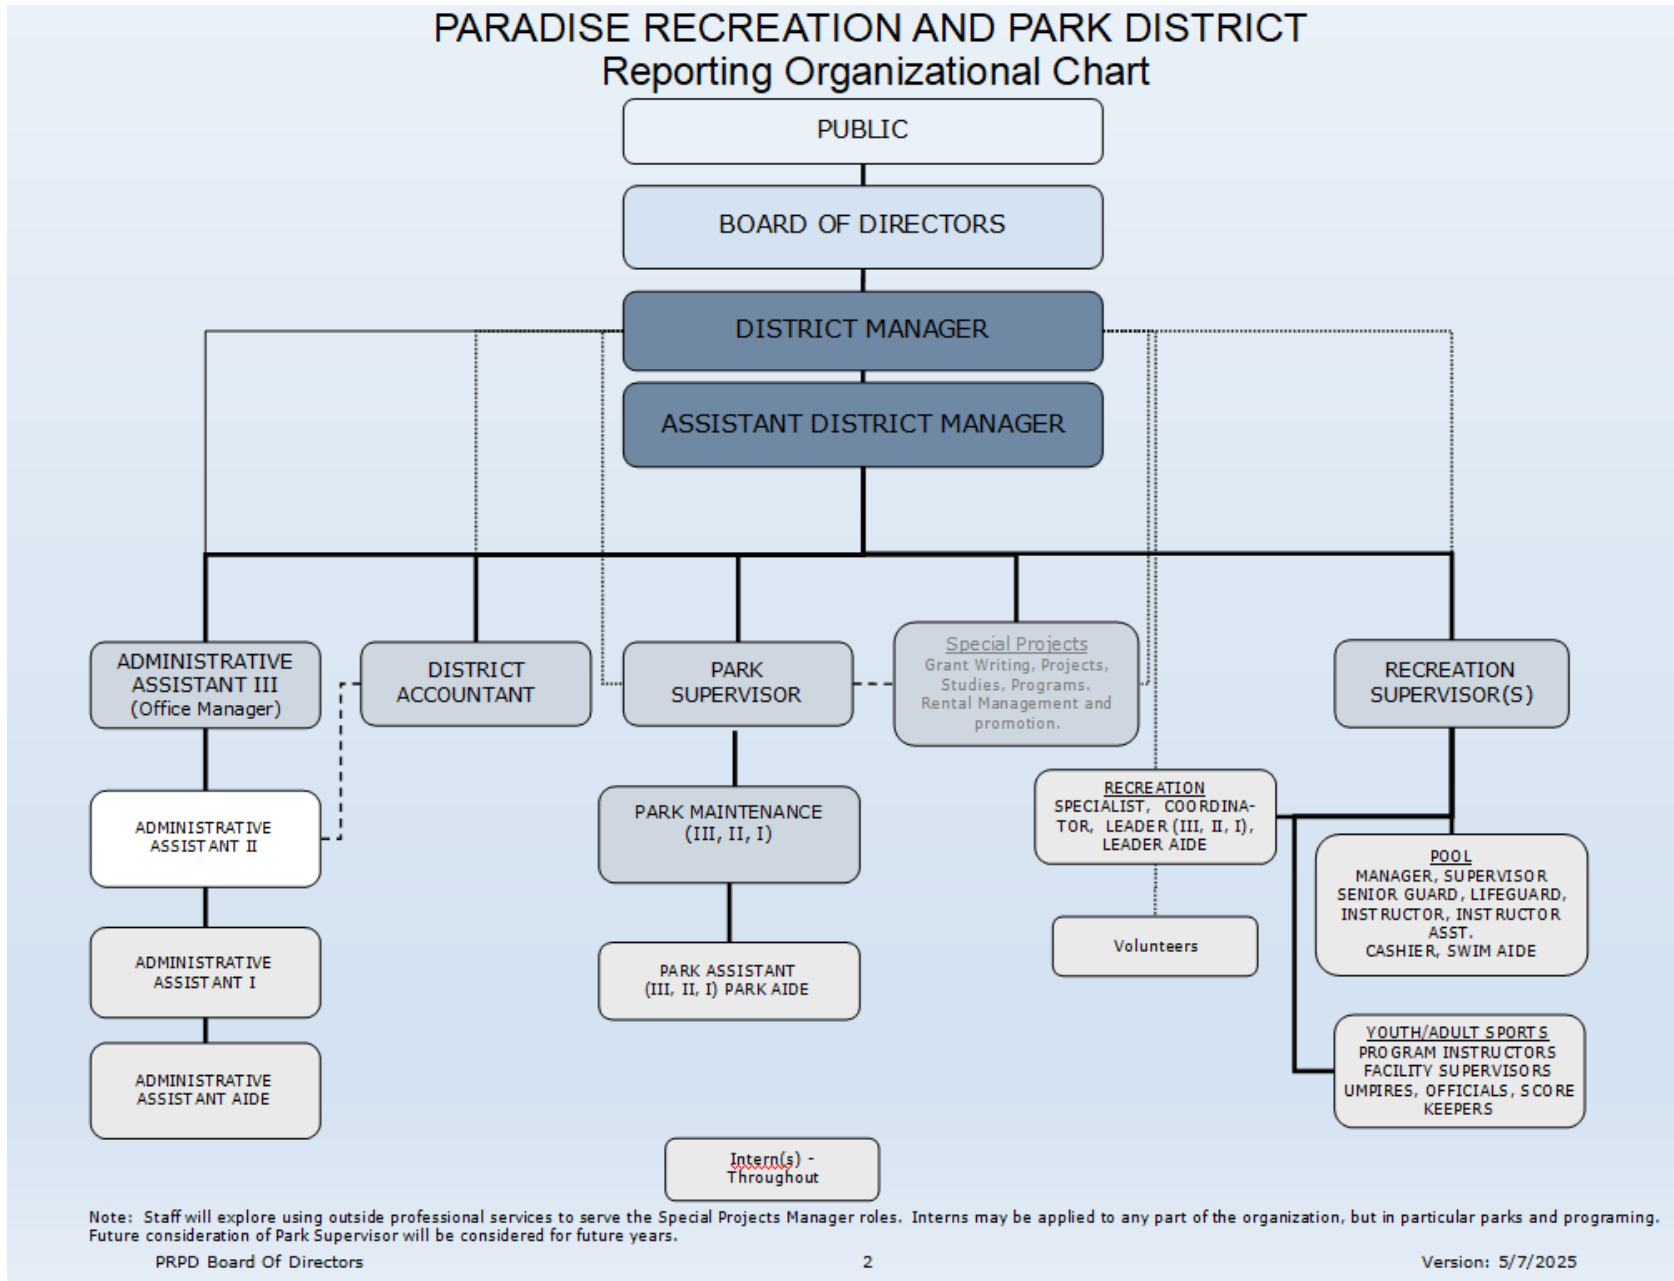 PARADISE RECREATION AND PARK DISTRICT
Reporting Organizational Chart
PUBLIC
BOARD OF DIRECTORS
DISTRICT MANAGER
ASSISTANT DISTRICT MANAGER
ADMINISTRATIVE
ASSISTANT III
(Office Manager)
DISTRICT
ACCOUNTANT
PARK
SUPERVISOR
Special Projects
Grant Writing, Projects,
Studies, Programs.
Rental Management and
promotion.
RECREATION
SUPERVISOR(S)
ADMINISTRATIVE
ASSISTANT II
PARK MAINTENANCE
(III, II, I)
RECREATION
SPECIALIST, COORDINA-
TOR, LEADER (III, II, I),
LEADER AIDE
POOL
MANAGER, SUPERVISOR
SENIOR GUARD, LIFEGUARD,
INSTRUCTOR, INSTRUCTOR
ASST.
CASHIER, SWIM AIDE
ADMINISTRATIVE
ASSISTANT I
PARK ASSISTANT
(III, II, I) PARK AIDE
Volunteers
ADMINISTRATIVE
ASSISTANT AIDE
YOUTH/ADULT SPORTS
PROGRAM INSTRUCTORS
FACILITY SUPERVISORS
UMPIRES, OFFICIALS, SCORE
KEEPERS
Intern(s) -
Throughout
Note: Staff will explore using outside professional services to serve the Special Projects Manager roles. Interns may be applied to any part of the organization, but in particular parks and programing.
Future consideration of Park Supervisor will be considered for future years.
PRPD Board Of Directors
2
Version: 5/7/2025